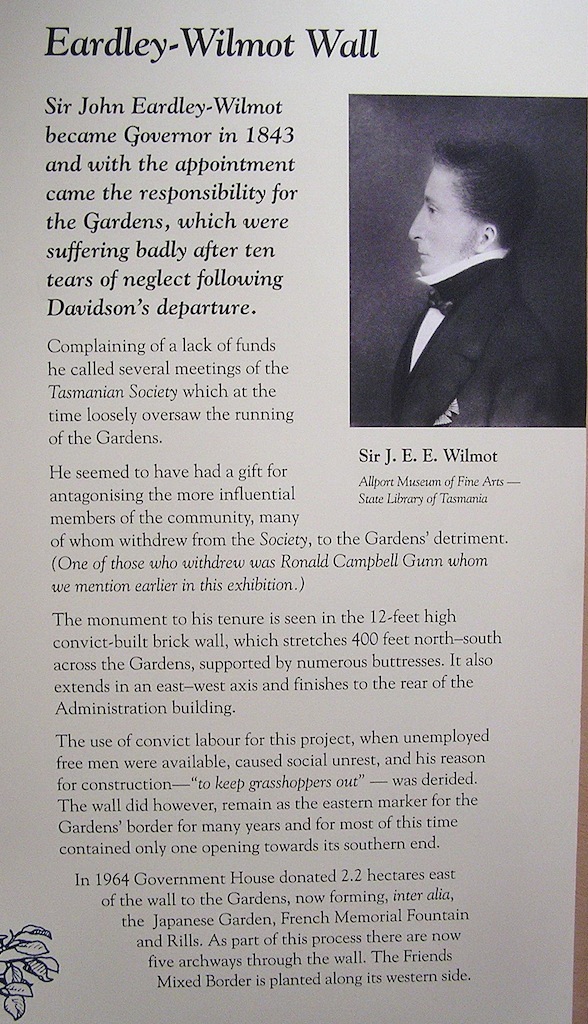 Eardley-Wilmot Wall
Sir John Eardley-Wilmot
became Governor in 1843
and with the appointment
came the responsibility for
the Gardens, which were
suffering badly after ten
tears of neglect following
Davidson's departure.
Complaining of a lack of funds
he called several meetings of the
Tasmanian Society which at the
time loosely oversaw the running
of the Gardens.
He seemed to have had a gift for
antagonising the more influential
members of the community, many
of whom withdrew from the Society, to the Gardens' detriment.
(One of those who withdrew was Ronald Campbell Gunn whom
we mention earlier in this exhibition.)
The monument to his tenure is seen in the 12-feet high
convict-built brick wall, which stretches 400 feet north–south
across the Gardens, supported by numerous buttresses. It also
extends in an east–west axis and finishes to the rear of the
Administration building.
The use of convict labour for this project, when unemployed
free men were available, caused social unrest, and his reason
for construction—"to keep grasshoppers out" — was derided.
The wall did however, remain as the eastern marker for the
Gardens' border for many years and for most of this time
contained only one opening towards its southern end.
In 1964 Government House donated 2.2 hectares east
of the wall to the Gardens, now forming, inter alia,
the Japanese Garden, French Memorial Fountain
and Rills. As part of this process there are now
five archways through the wall. The Friends
Mixed Border is planted along its western side.
Sir J. E. E. Wilmot
Allport Museum of Fine Arts —
State Library of Tasmania